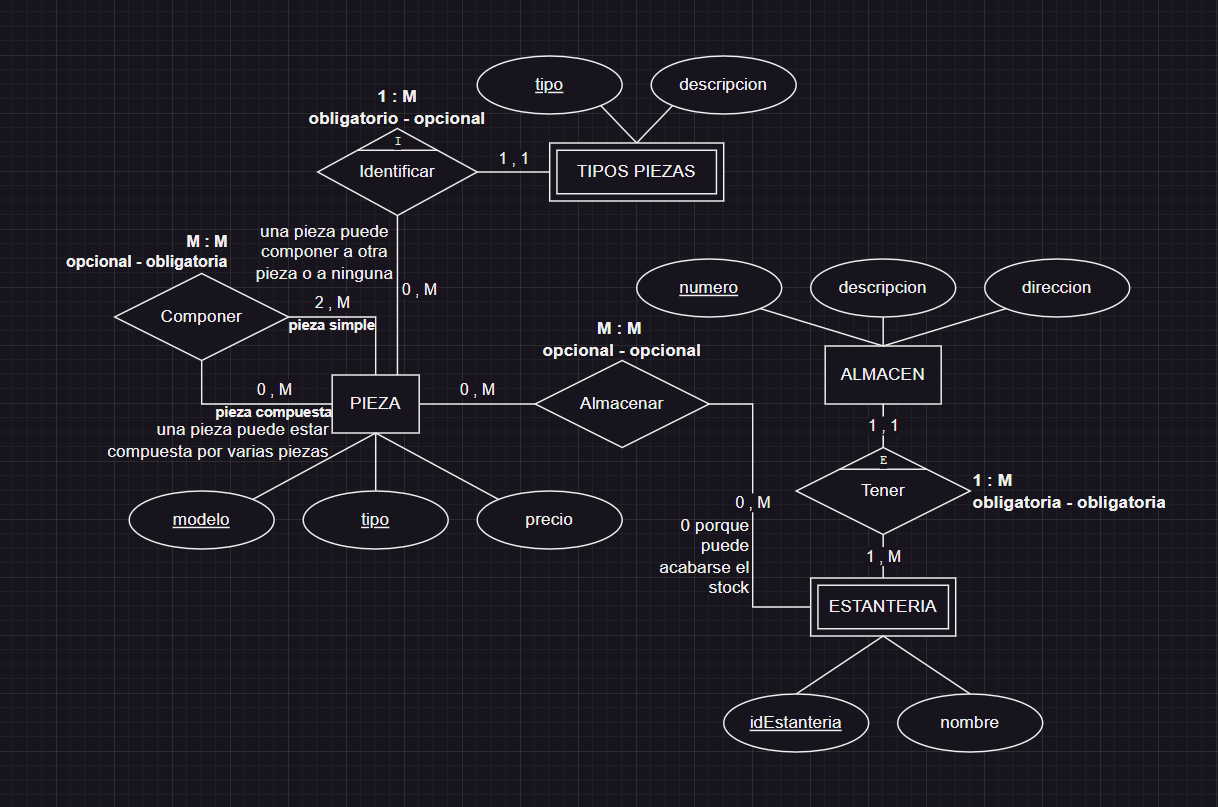 tipo
descripcion
1 : M
obligatorio - opcional
I
Identificar
1 , 1
TIPOS PIEZAS
una pieza puede
componer a otra
pieza o a ninguna
0 , M
M : M
opcional - obligatoria
Componer
2 , M
pieza simple
0 , M
pieza compuesta
una pieza puede estar
compuesta por varias piezas
PIEZA
modelo
tipo
precio
0 , M
M : M
opcional - opcional
Almacenar
0 , M
0 porque
puede
acabarse el
stock
numero
descripcion
direccion
ALMACEN
1 , 1
E
Tener
1 : M
obligatoria - obligatoria
1 , M
ESTANTERIA
idEstanteria
nombre